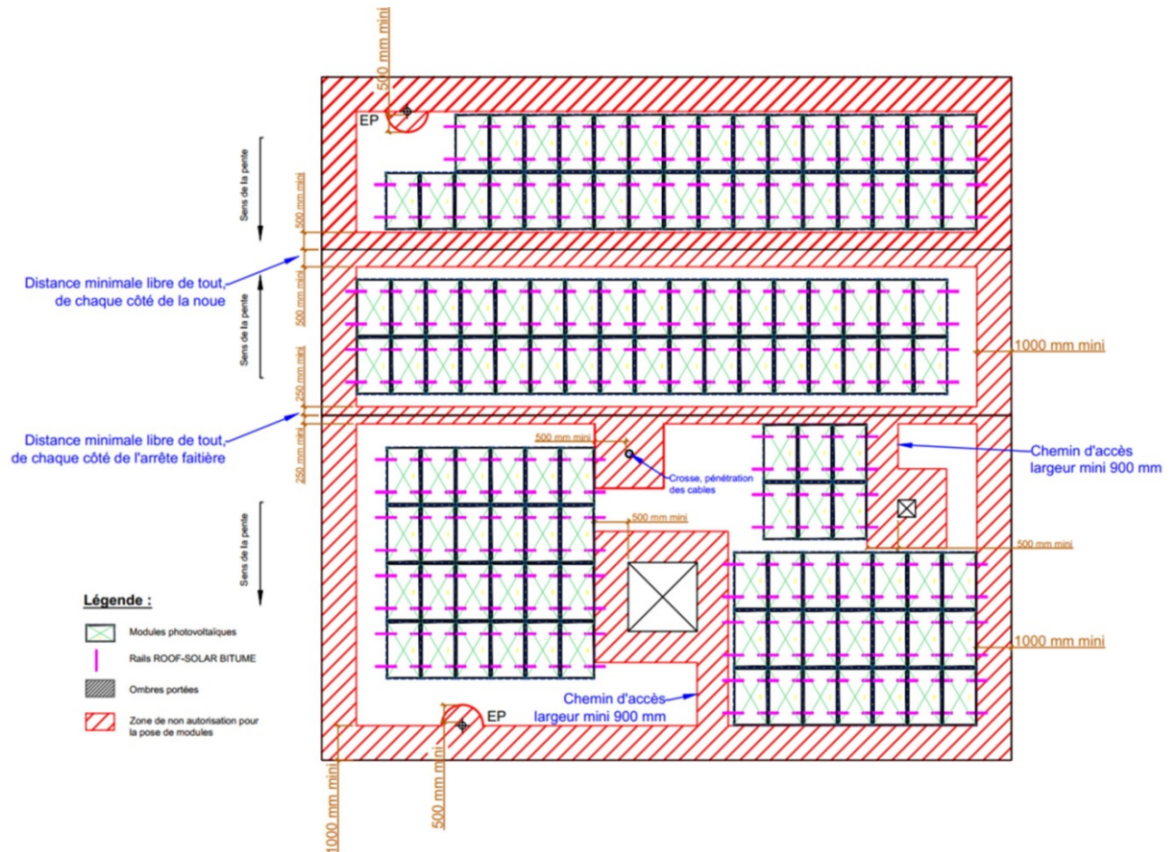 500 mm mini
EP
Sens de la pente
500 mm mini
Distance minimale libre de tout,
de chaque côté de la noue
500 mm mini
Sens de la pente
1000 mm mini
250 mm mini
Distance minimale libre de tout,
de chaque côté de l'arrête faitière
250 mm mini
500 mm mini
Crosse, pénétration
des cables
Chemin d'accès
largeur mini 900 mm
500 mm mini
500 mm mini
Sens de la pente
Légende :
Modules photovoltaïques
Rails ROOF-SOLAR BITUME
Ombres portées
Zone de non autorisation pour
la pose de modules
1000 mm mini
Chemin d'accès
largeur mini 900 mm
EP
500 mm mini
1000 mm mini